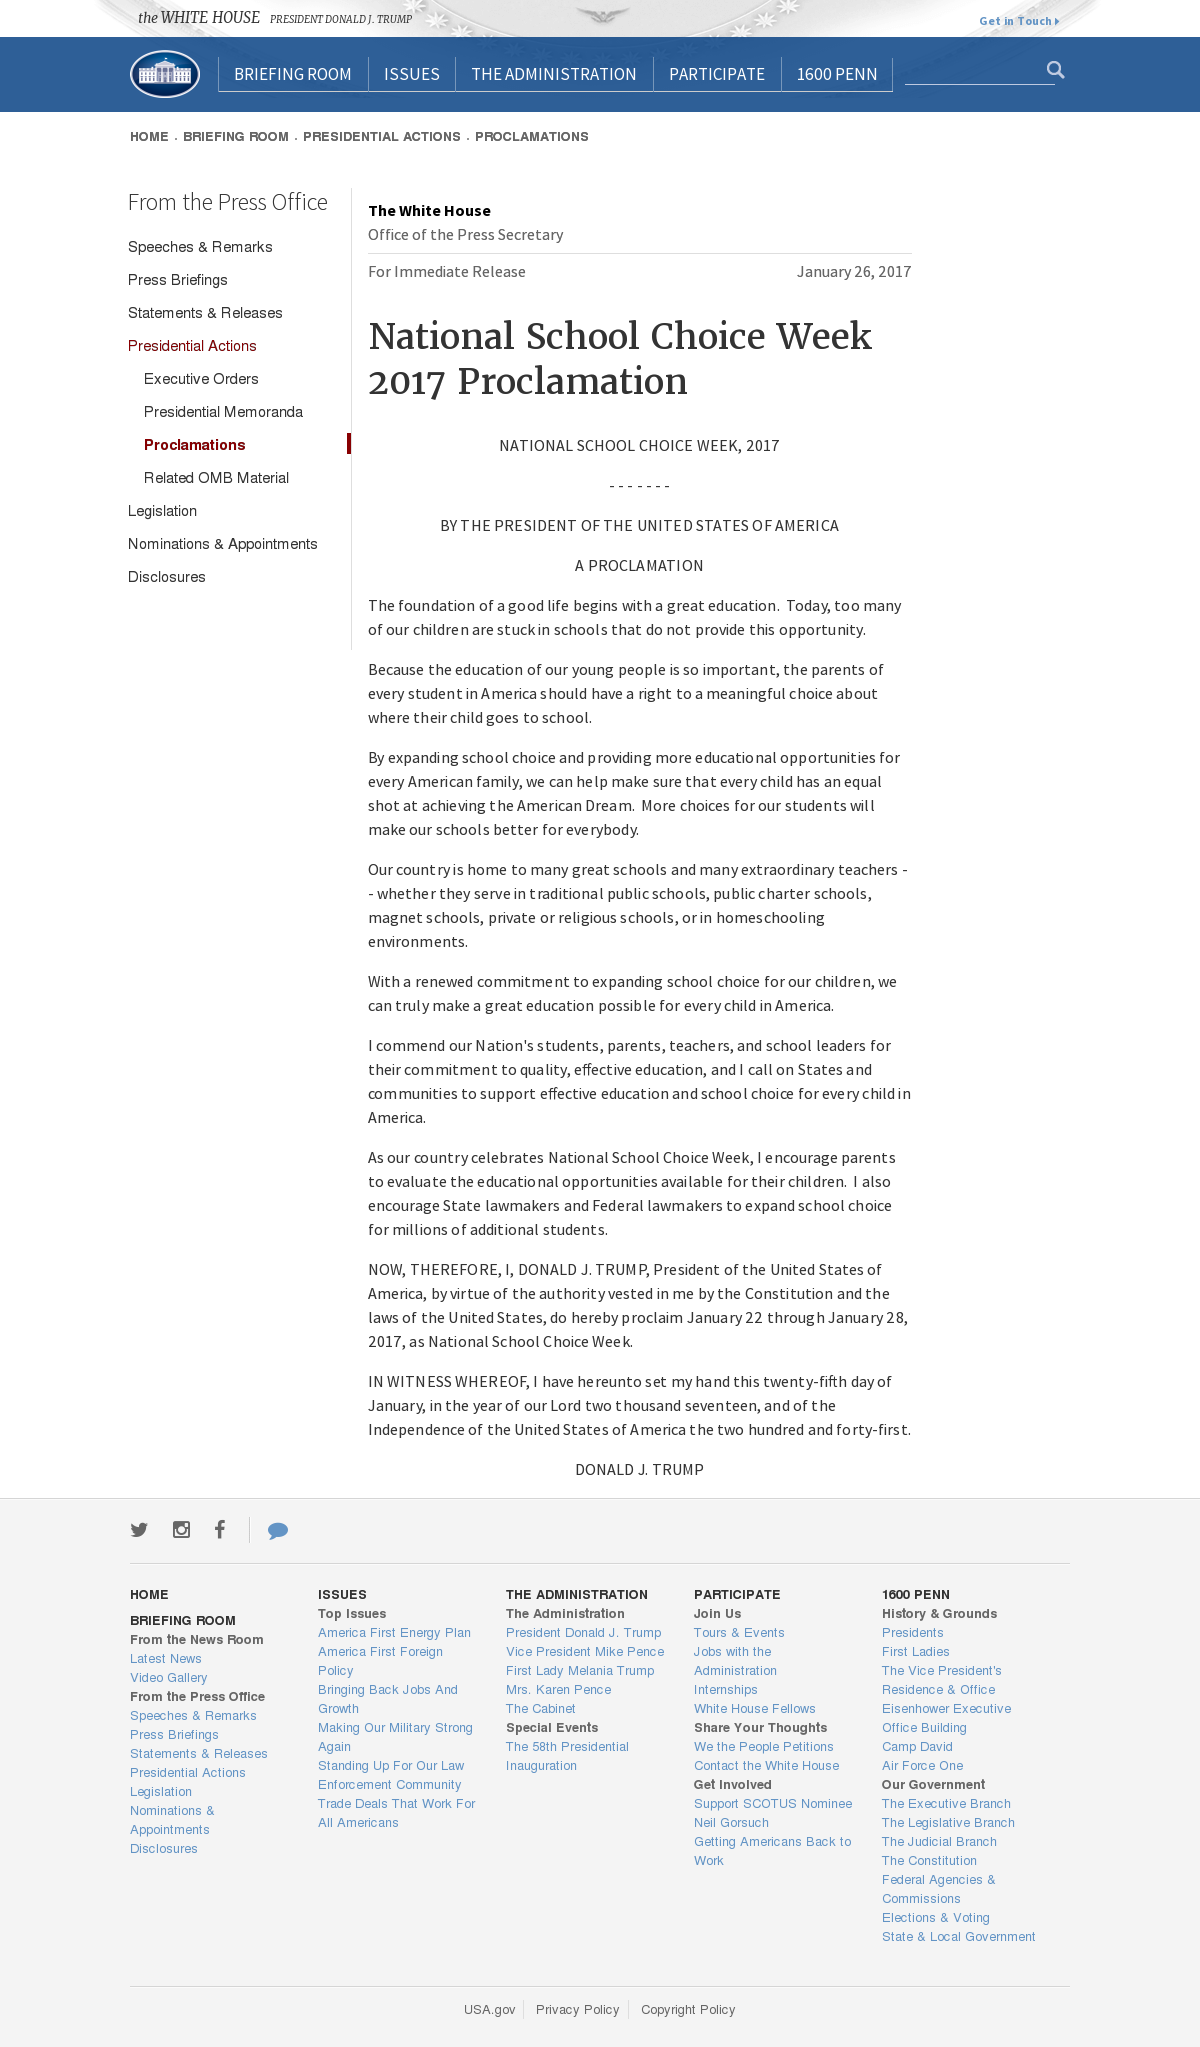 the WHITE HOUSE PRESIDENT DONALD J. TRUMP
Get in Touch
BRIEFING ROOM ISSUES THE ADMINISTRATION PARTICIPATE 1600 PENN
HOME · BRIEFING ROOM · PRESIDENTIAL ACTIONS · PROCLAMATIONS
From the Press Office
Speeches & Remarks
Press Briefings
Statements & Releases
Presidential Actions
Executive Orders
Presidential Memoranda
Proclamations
Related OMB Material
Legislation
Nominations & Appointments
Disclosures
The White House
Office of the Press Secretary
For Immediate Release January 26, 2017
National School Choice Week
2017 Proclamation
NATIONAL SCHOOL CHOICE WEEK, 2017
- - - - - - -
BY THE PRESIDENT OF THE UNITED STATES OF AMERICA
A PROCLAMATION
The foundation of a good life begins with a great education.  Today, too many
of our children are stuck in schools that do not provide this opportunity.
Because the education of our young people is so important, the parents of
every student in America should have a right to a meaningful choice about
where their child goes to school.
By expanding school choice and providing more educational opportunities for
every American family, we can help make sure that every child has an equal
shot at achieving the American Dream.  More choices for our students will
make our schools better for everybody.
Our country is home to many great schools and many extraordinary teachers -
- whether they serve in traditional public schools, public charter schools,
magnet schools, private or religious schools, or in homeschooling
environments.
With a renewed commitment to expanding school choice for our children, we
can truly make a great education possible for every child in America.
I commend our Nation's students, parents, teachers, and school leaders for
their commitment to quality, effective education, and I call on States and
communities to support effective education and school choice for every child in
America.
As our country celebrates National School Choice Week, I encourage parents
to evaluate the educational opportunities available for their children.  I also
encourage State lawmakers and Federal lawmakers to expand school choice
for millions of additional students.
NOW, THEREFORE, I, DONALD J. TRUMP, President of the United States of
America, by virtue of the authority vested in me by the Constitution and the
laws of the United States, do hereby proclaim January 22 through January 28,
2017, as National School Choice Week.
IN WITNESS WHEREOF, I have hereunto set my hand this twenty-fifth day of
January, in the year of our Lord two thousand seventeen, and of the
Independence of the United States of America the two hundred and forty-first.
DONALD J. TRUMP
HOME
BRIEFING ROOM
From the News Room
Latest News
Video Gallery
From the Press Office
Speeches & Remarks
Press Briefings
Statements & Releases
Presidential Actions
Legislation
Nominations &
Appointments
Disclosures
ISSUES
Top Issues
America First Energy Plan
America First Foreign
Policy
Bringing Back Jobs And
Growth
Making Our Military Strong
Again
Standing Up For Our Law
Enforcement Community
Trade Deals That Work For
All Americans
THE ADMINISTRATION
The Administration
President Donald J. Trump
Vice President Mike Pence
First Lady Melania Trump
Mrs. Karen Pence
The Cabinet
Special Events
The 58th Presidential
Inauguration
PARTICIPATE
Join Us
Tours & Events
Jobs with the
Administration
Internships
White House Fellows
Share Your Thoughts
We the People Petitions
Contact the White House
Get Involved
Support SCOTUS Nominee
Neil Gorsuch
Getting Americans Back to
Work
1600 PENN
History & Grounds
Presidents
First Ladies
The Vice President's
Residence & Office
Eisenhower Executive
Office Building
Camp David
Air Force One
Our Government
The Executive Branch
The Legislative Branch
The Judicial Branch
The Constitution
Federal Agencies &
Commissions
Elections & Voting
State & Local Government
USA.gov Privacy Policy Copyright Policy